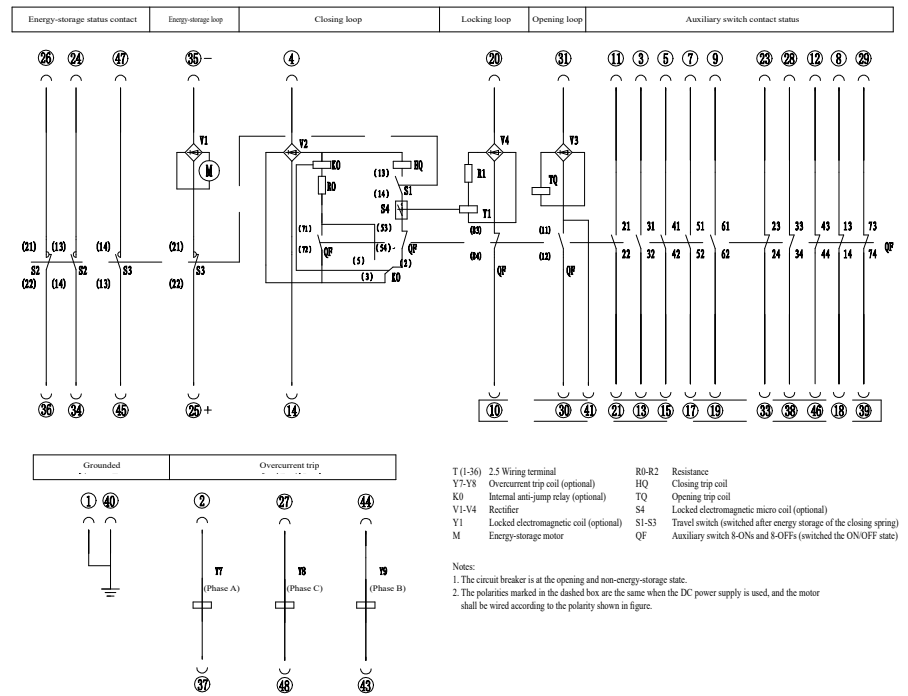 Energy-storage status contact Energy-storage loop Closing loop Locking loop Opening loop Auxiliary switch contact status
26 24 47 35 - 4 20 31 11 3 5 7 9 23 28 12 8 29
V1 V2 V4 V3
M K0 HQ R1 TQ
(13) S1
R0 (14)
S4 Y1
(71) (53) (11) 21 31 41 51 61 23 33 43 13 73
(21) (13) (14) (21) (72) QF (54) QF (12) 22 32 42 52 62 24 34 44 14 74 QF
S2 S2 S3 S3 (5) (2) QF QF
(22) (14) (13) (22) (3) K0
36 34 45 25 + 14 10 30 41 21 13 15 17 19 33 38 46 18 39
Grounded Overcurrent trip
1 40 2 27 44
Y7 Y8 Y9
(Phase A) (Phase C) (Phase B)
37 48 43
T (1-36) 2.5 Wiring terminal
Y7-Y8 Overcurrent trip coil (optional)
K0 Internal anti-jump relay (optional)
V1-V4 Rectifier
Y1 Locked electromagnetic coil (optional)
M Energy-storage motor
R0-R2 Resistance
HQ Closing trip coil
TQ Opening trip coil
S4 Locked electromagnetic micro coil (optional)
S1-S3 Travel switch (switched after energy storage of the closing spring)
QF Auxiliary switch 8-ONs and 8-OFFs (switched the ON/OFF state)
Notes:
1. The circuit breaker is at the opening and non-energy-storage state.
2. The polarities marked in the dashed box are the same when the DC power supply is used, and the motor
shall be wired according to the polarity shown in figure.